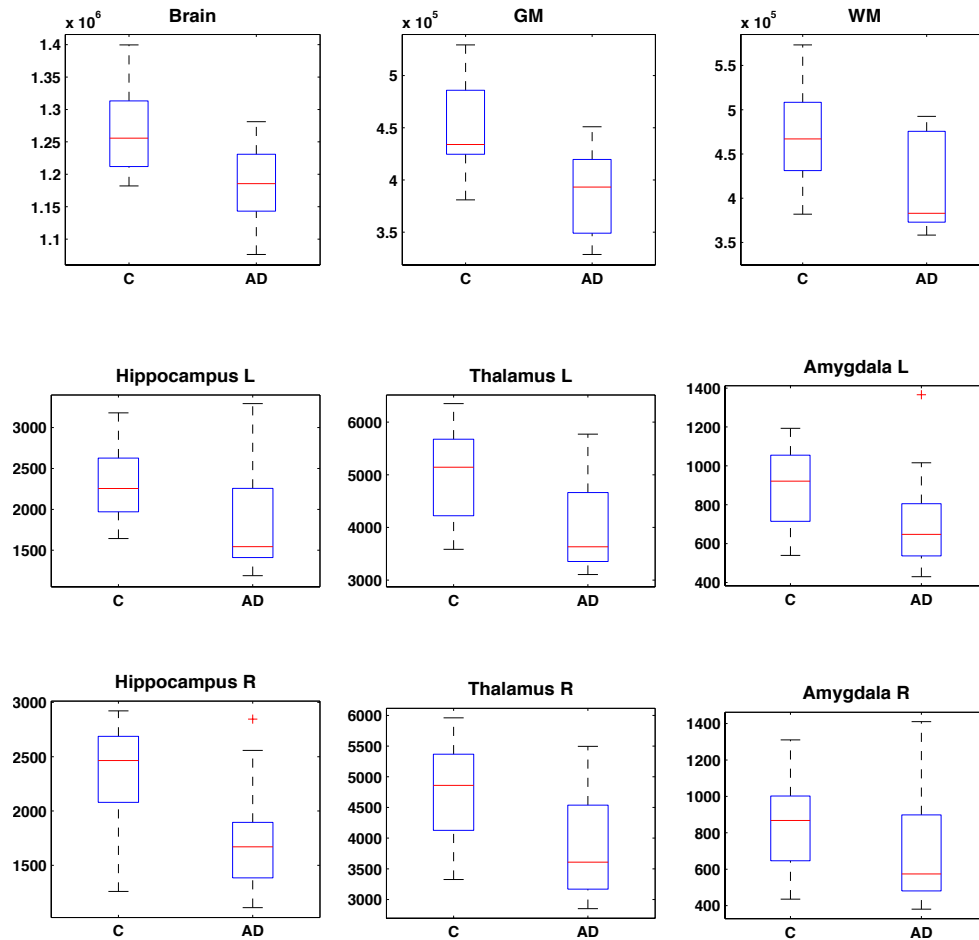 Brain
x 10^6
1.4
1.35
1.3
1.25
1.2
1.15
1.1
C AD
GM
x 10^5
5
4.5
4
3.5
C AD
WM
x 10^5
5.5
5
4.5
4
3.5
C AD
Hippocampus L
3000
2500
2000
1500
C AD
Thalamus L
6000
5000
4000
3000
C AD
Amygdala L
1400
1200
1000
800
600
400
C AD
Hippocampus R
3000
2500
2000
1500
C AD
Thalamus R
6000
5500
5000
4500
4000
3500
3000
C AD
Amygdala R
1400
1200
1000
800
600
400
C AD